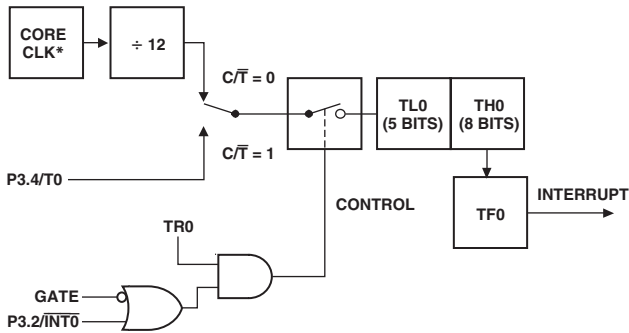 CORE
CLK*
÷ 12
C/T̅ = 0
TL0
(5 BITS)
TH0
(8 BITS)
C/T̅ = 1
P3.4/T0
INTERRUPT
CONTROL
TF0
TR0
GATE
P3.2/I̅N̅T̅0̅